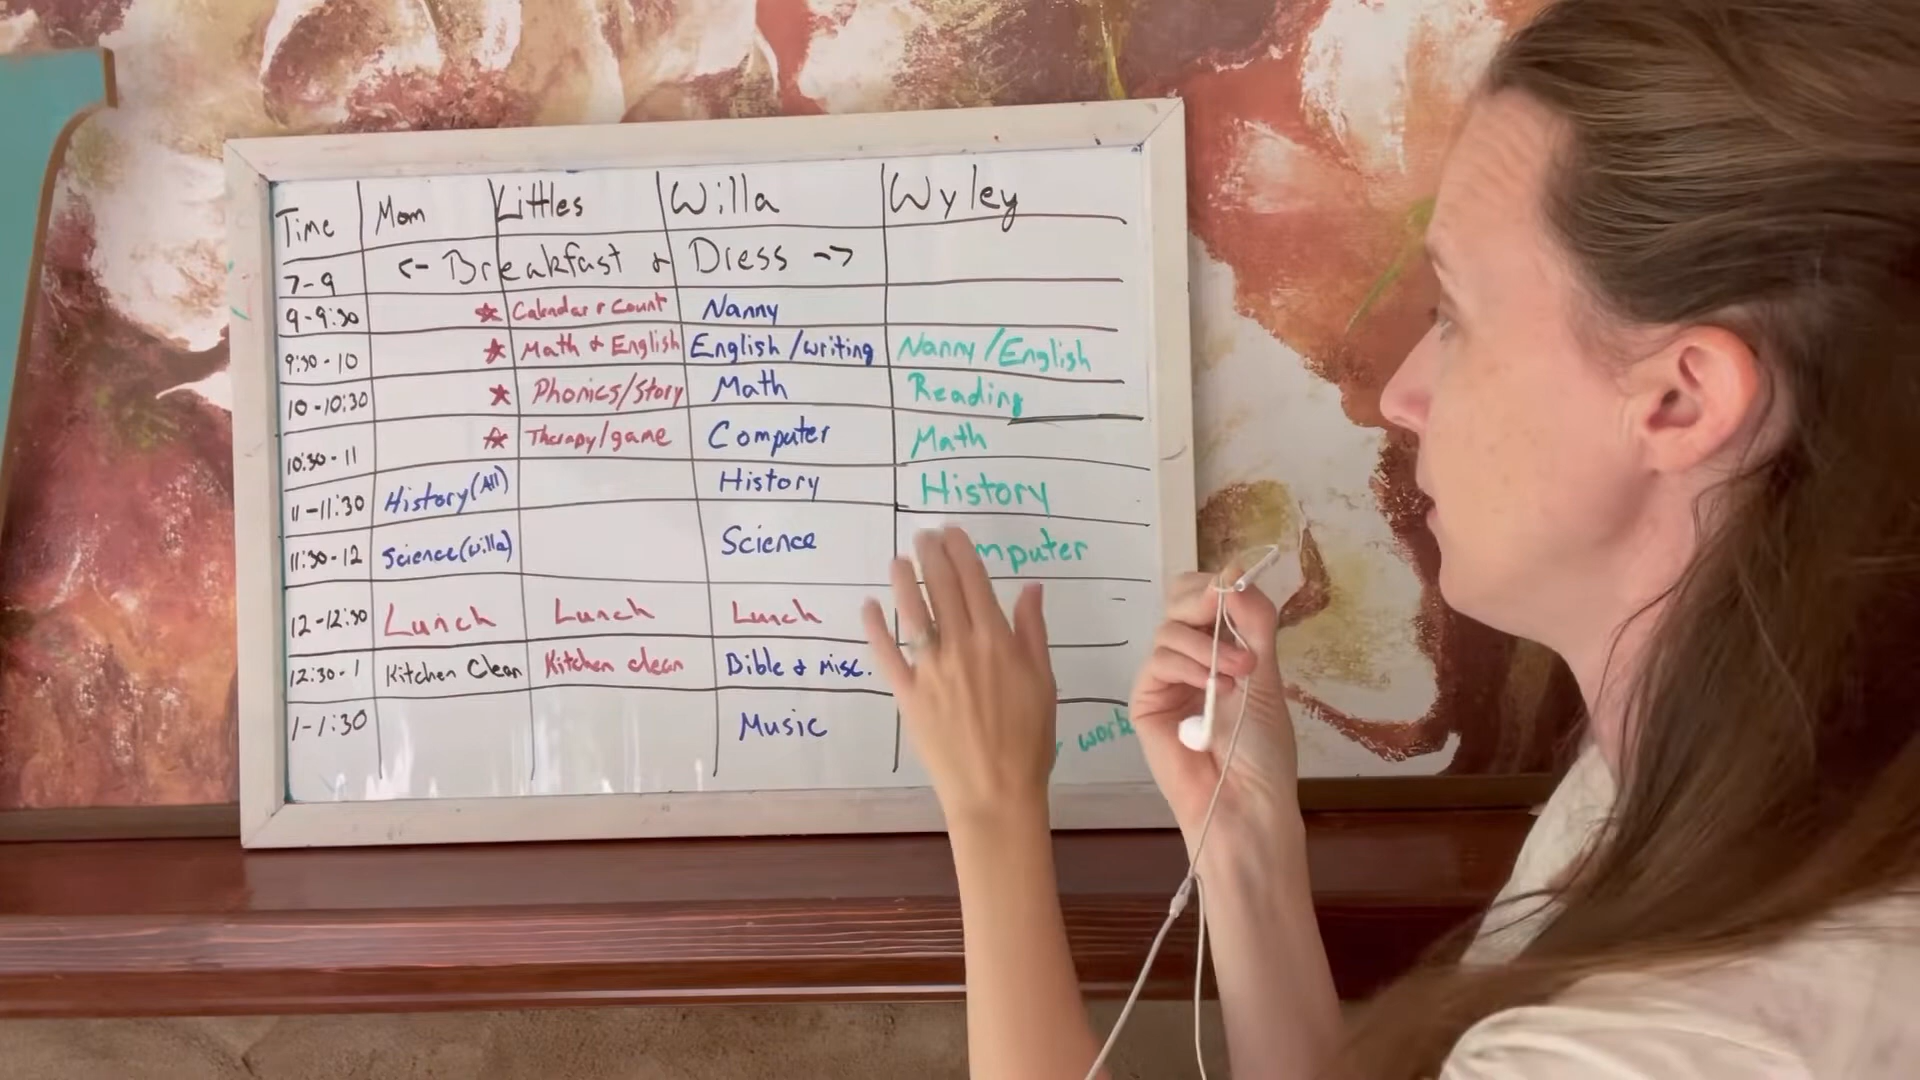 Time Mom Littles Willa Wyley
7-9 <- Breakfast & Dress ->
9-9:30 Calendar & Count Nanny
9:30-10 Math & English English/writing Nanny/English
10-10:30 Phonics/Story Math Reading
10:30-11 Therapy/game Computer Math
11-11:30 History(All) History History
11:30-12 Science(Willa) Science mputer
12-12:30 Lunch Lunch Lunch
12:30-1 Kitchen Clean Kitchen clean Bible & misc.
1-1:30 Music work